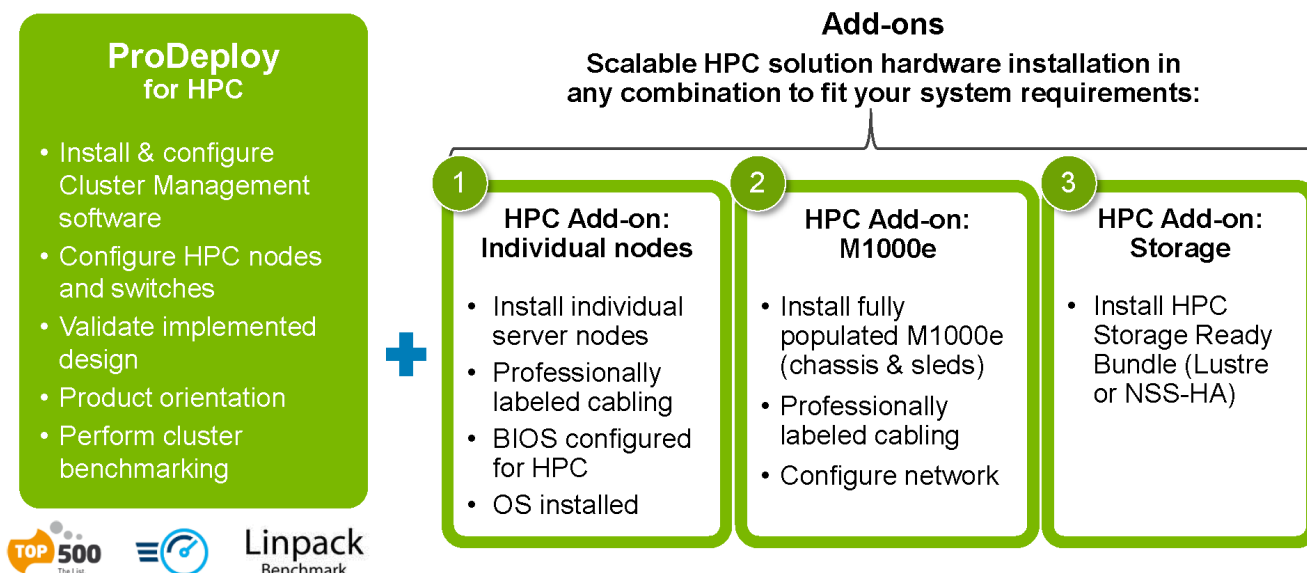 ProDeploy
for HPC
• Install & configure
Cluster Management
software
• Configure HPC nodes
and switches
• Validate implemented
design
• Product orientation
• Perform cluster
benchmarking
TOP 500
The List
Linpack
Benchmark
Add-ons
Scalable HPC solution hardware installation in
any combination to fit your system requirements:
1
HPC Add-on:
Individual nodes
• Install individual
server nodes
• Professionally
labeled cabling
• BIOS configured
for HPC
• OS installed
2
HPC Add-on:
M1000e
• Install fully
populated M1000e
(chassis & sleds)
• Professionally
labeled cabling
• Configure network
3
HPC Add-on:
Storage
• Install HPC
Storage Ready
Bundle (Lustre
or NSS-HA)